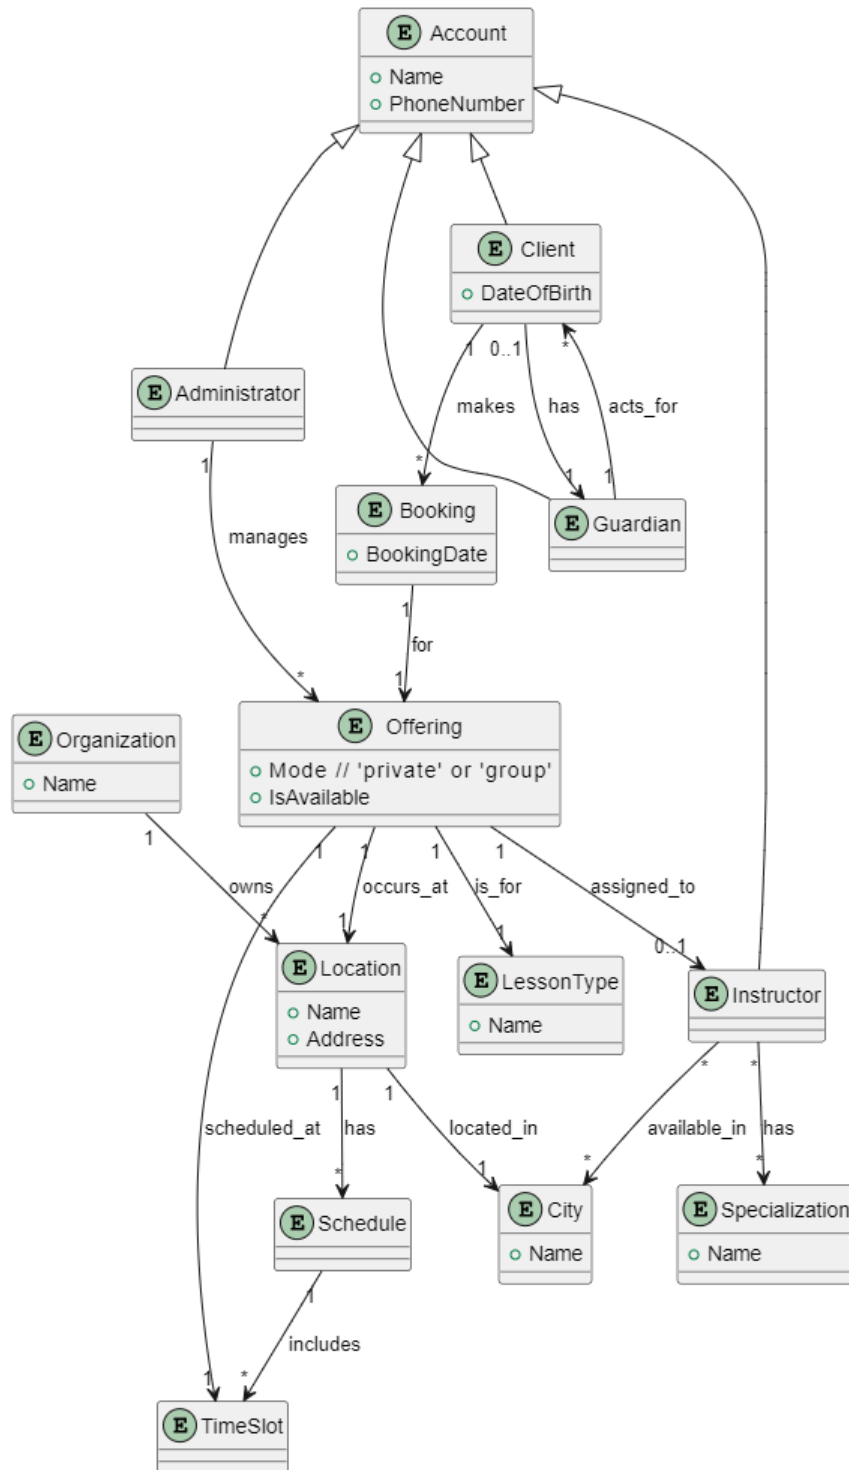 E Account
Name
PhoneNumber
E Client
DateOfBirth
1
0..1
*
makes
has
acts_for
E Administrator
1
*
1
1
E Booking
BookingDate
E Guardian
manages
1
for
*
1
E Organization
Name
E Offering
Mode // 'private' or 'group'
IsAvailable
1
1
1
1
1
owns
occurs_at
is_for
assigned_to
*
1
1
0..1
E Location
Name
Address
E LessonType
Name
E Instructor
1
1
*
*
scheduled_at
has
located_in
available_in
has
*
1
*
*
E Schedule
E City
Name
E Specialization
Name
1
includes
1
*
E TimeSlot